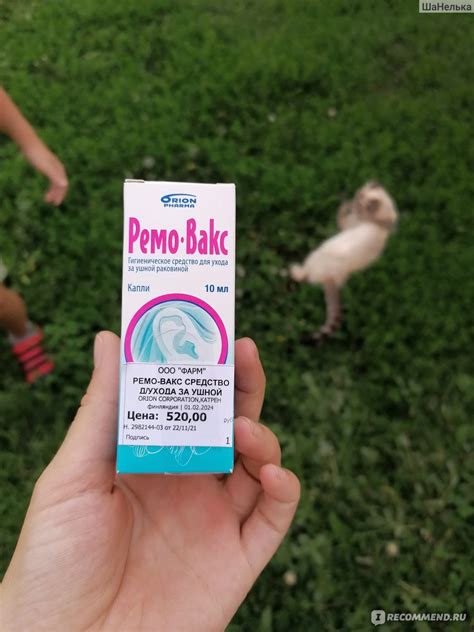 ШаНелька
ORION
PHARMA
Ремо-Вакс
Гигиеническое средство для ухода
за ушной раковиной
Капли 10 мл
ООО "ФАРМ"
РЕМО-ВАКС СРЕДСТВО
Д/УХОДА ЗА УШНОЙ
ORION CORPORATION,КАТРЕН
финляндия | 01.02.2024
Цена: 520,00 руб
Н. 2982144-03 от 22/11/21
Подпись 1
IRECOMMEND.RU